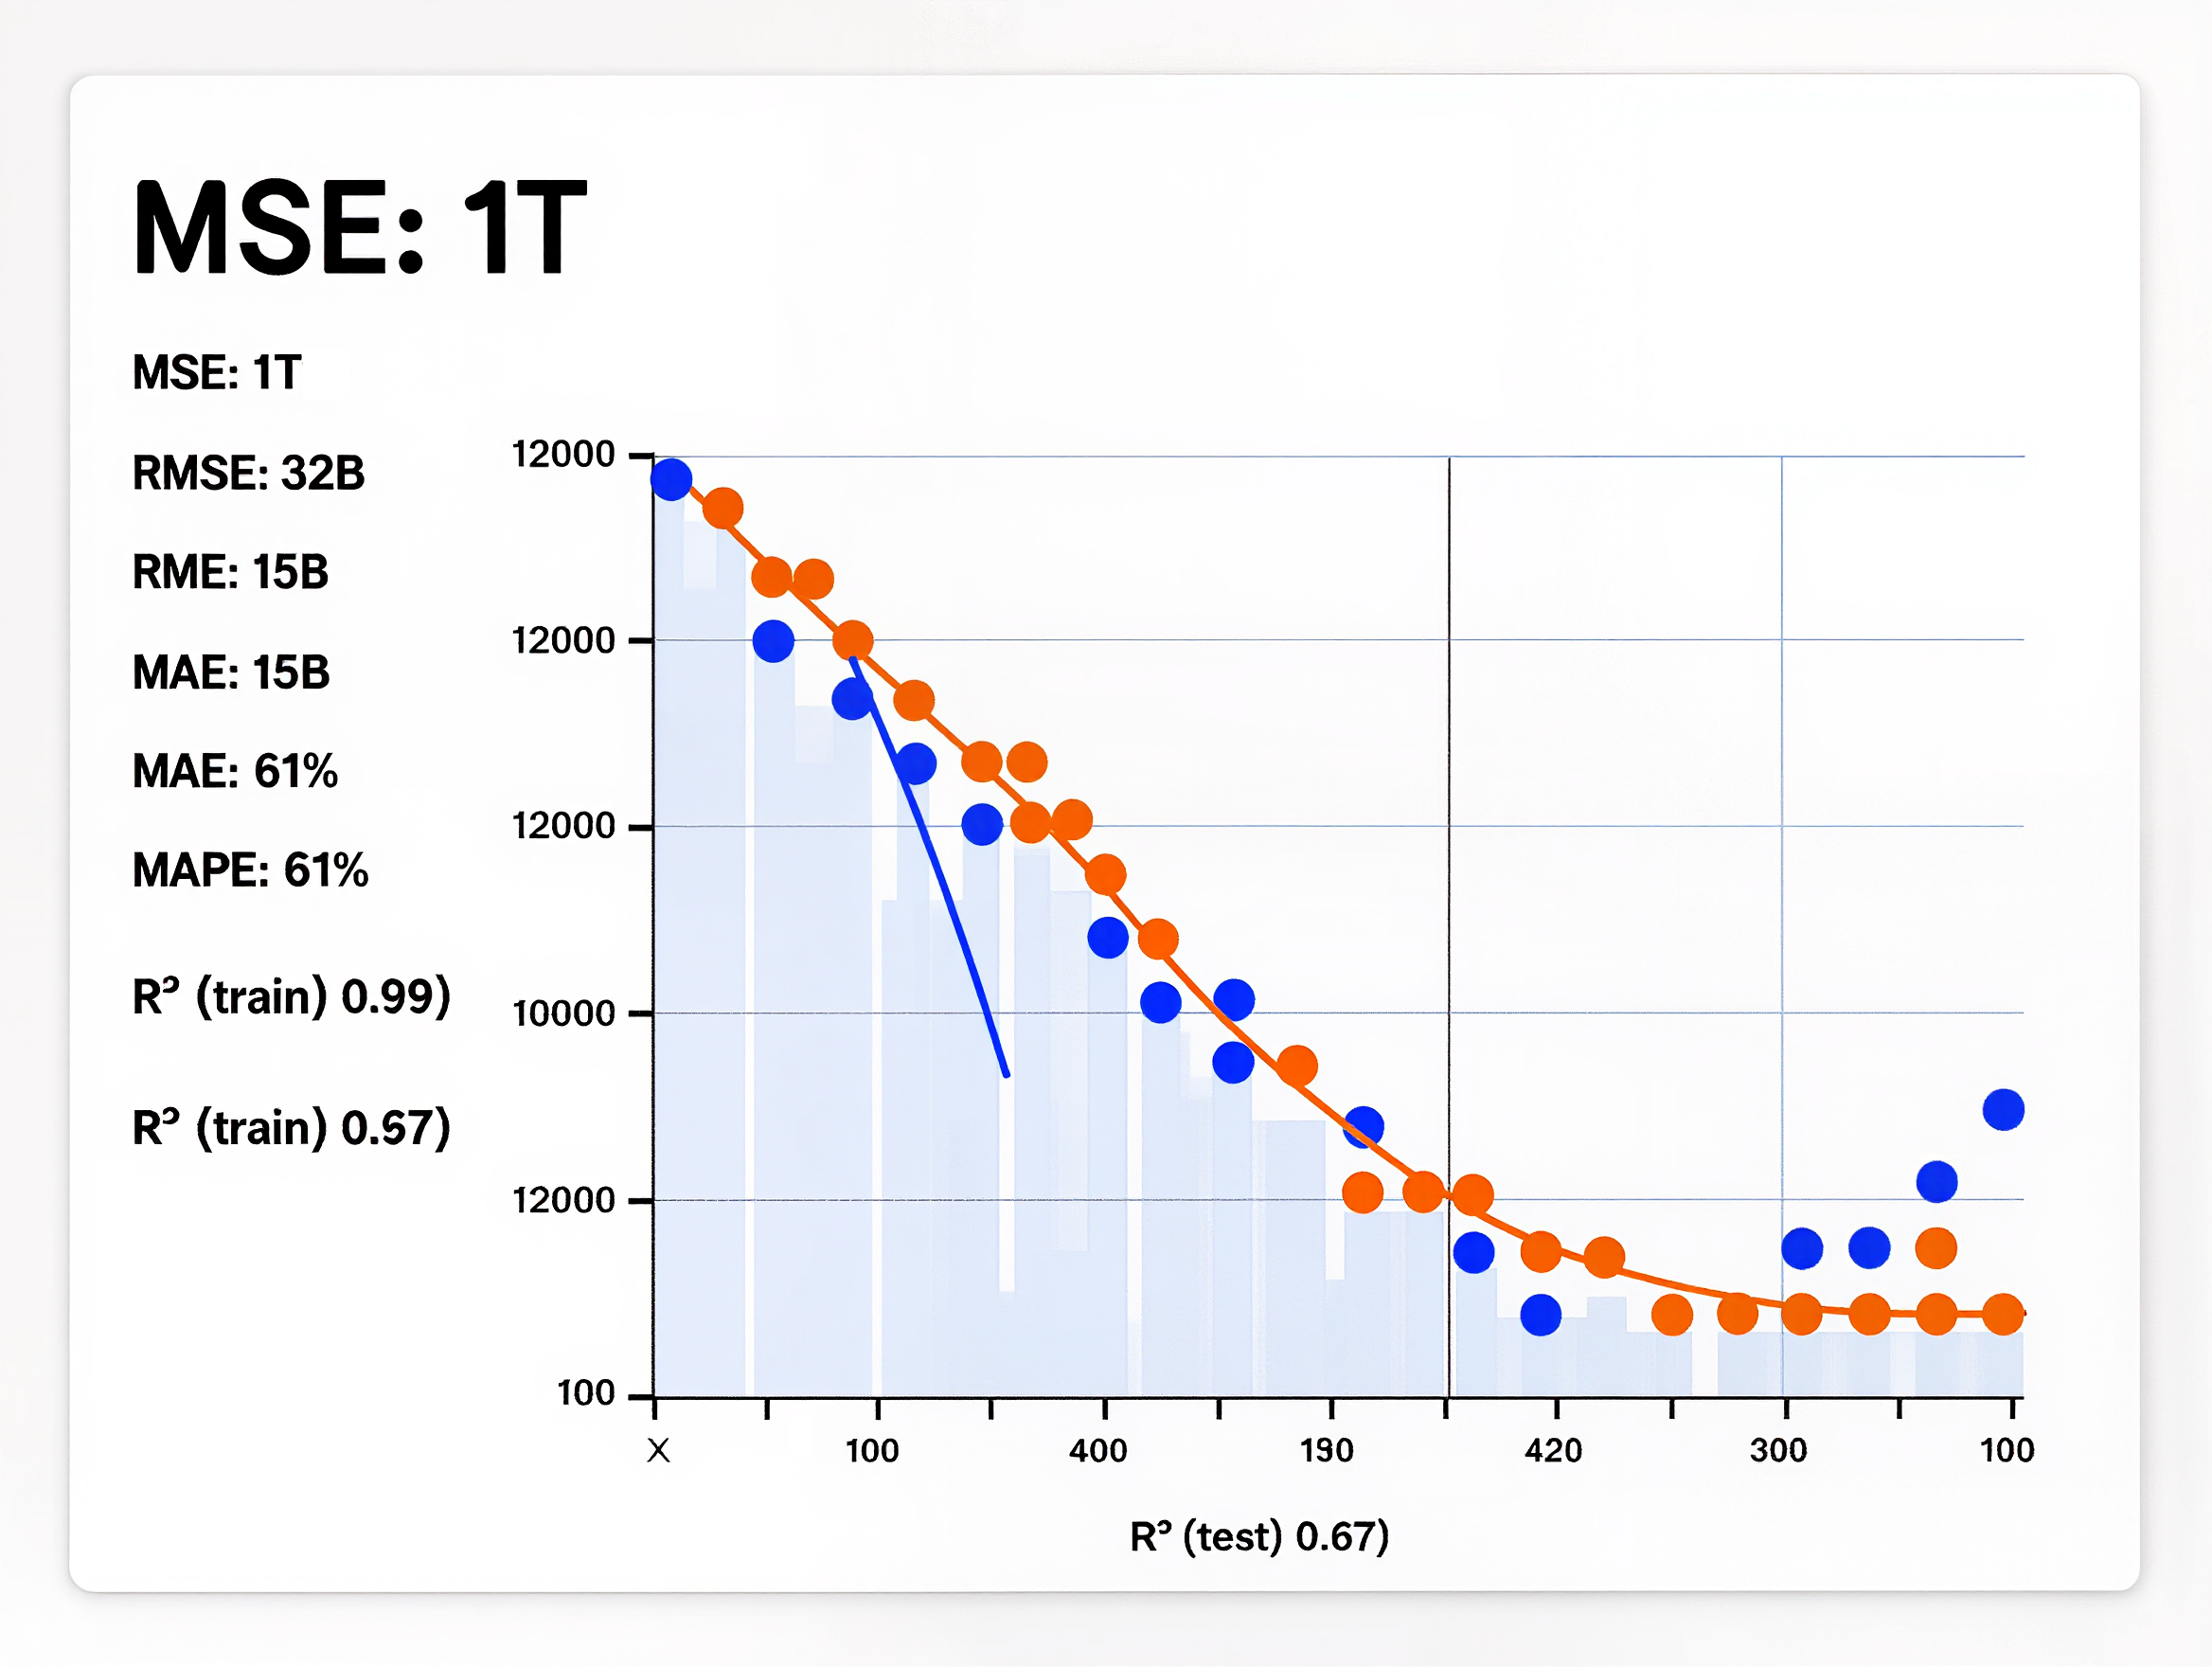 MSE: 1T
MSE: 1T
RMSE: 32B
RME: 15B
MAE: 15B
MAE: 61%
MAPE: 61%
R² (train) 0.99)
R² (train) 0.67)
12000
12000
12000
10000
12000
100
X 100 400 190 420 300 100
R² (test) 0.67)